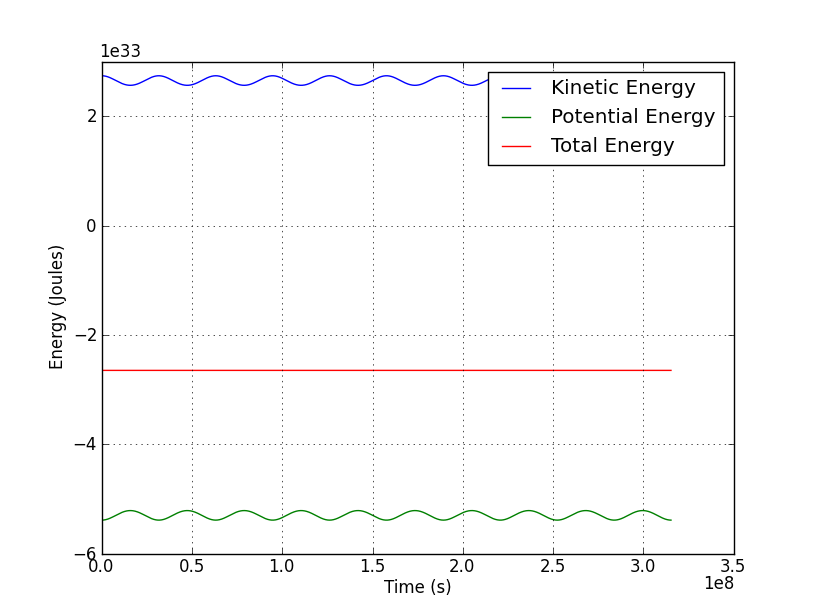 1e33
Kinetic Energy
Potential Energy
Total Energy
2
0
−2
−4
−6
Energy (Joules)
0.0 0.5 1.0 1.5 2.0 2.5 3.0 3.5
1e8
Time (s)